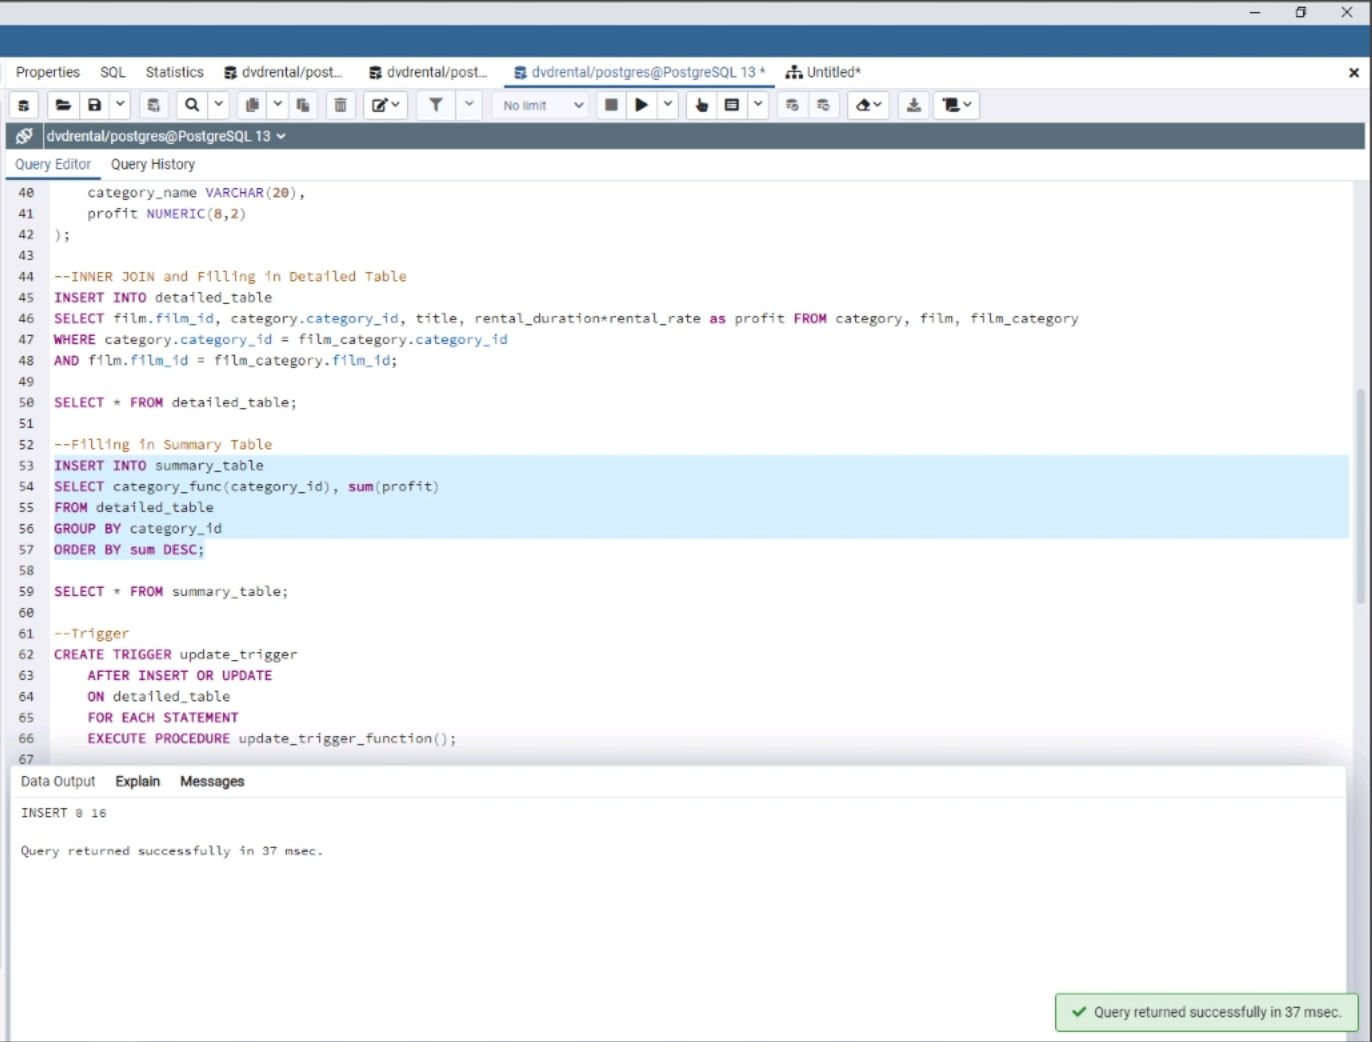 Properties SQL Statistics dvdrental/post... dvdrental/post... dvdrental/postgres@PostgreSQL 13 * Untitled*
No limit
dvdrental/postgres@PostgreSQL 13
Query Editor Query History
40 category_name VARCHAR(20),
41 profit NUMERIC(8,2)
42 );
43
44 --INNER JOIN and Filling in Detailed Table
45 INSERT INTO detailed_table
46 SELECT film.film_id, category.category_id, title, rental_duration*rental_rate as profit FROM category, film, film_category
47 WHERE category.category_id = film_category.category_id
48 AND film.film_id = film_category.film_id;
49
50 SELECT * FROM detailed_table;
51
52 --Filling in Summary Table
53 INSERT INTO summary_table
54 SELECT category_func(category_id), sum(profit)
55 FROM detailed_table
56 GROUP BY category_id
57 ORDER BY sum DESC;
58
59 SELECT * FROM summary_table;
60
61 --Trigger
62 CREATE TRIGGER update_trigger
63 AFTER INSERT OR UPDATE
64 ON detailed_table
65 FOR EACH STATEMENT
66 EXECUTE PROCEDURE update_trigger_function();
67
Data Output Explain Messages
INSERT 0 16
Query returned successfully in 37 msec.
Query returned successfully in 37 msec.